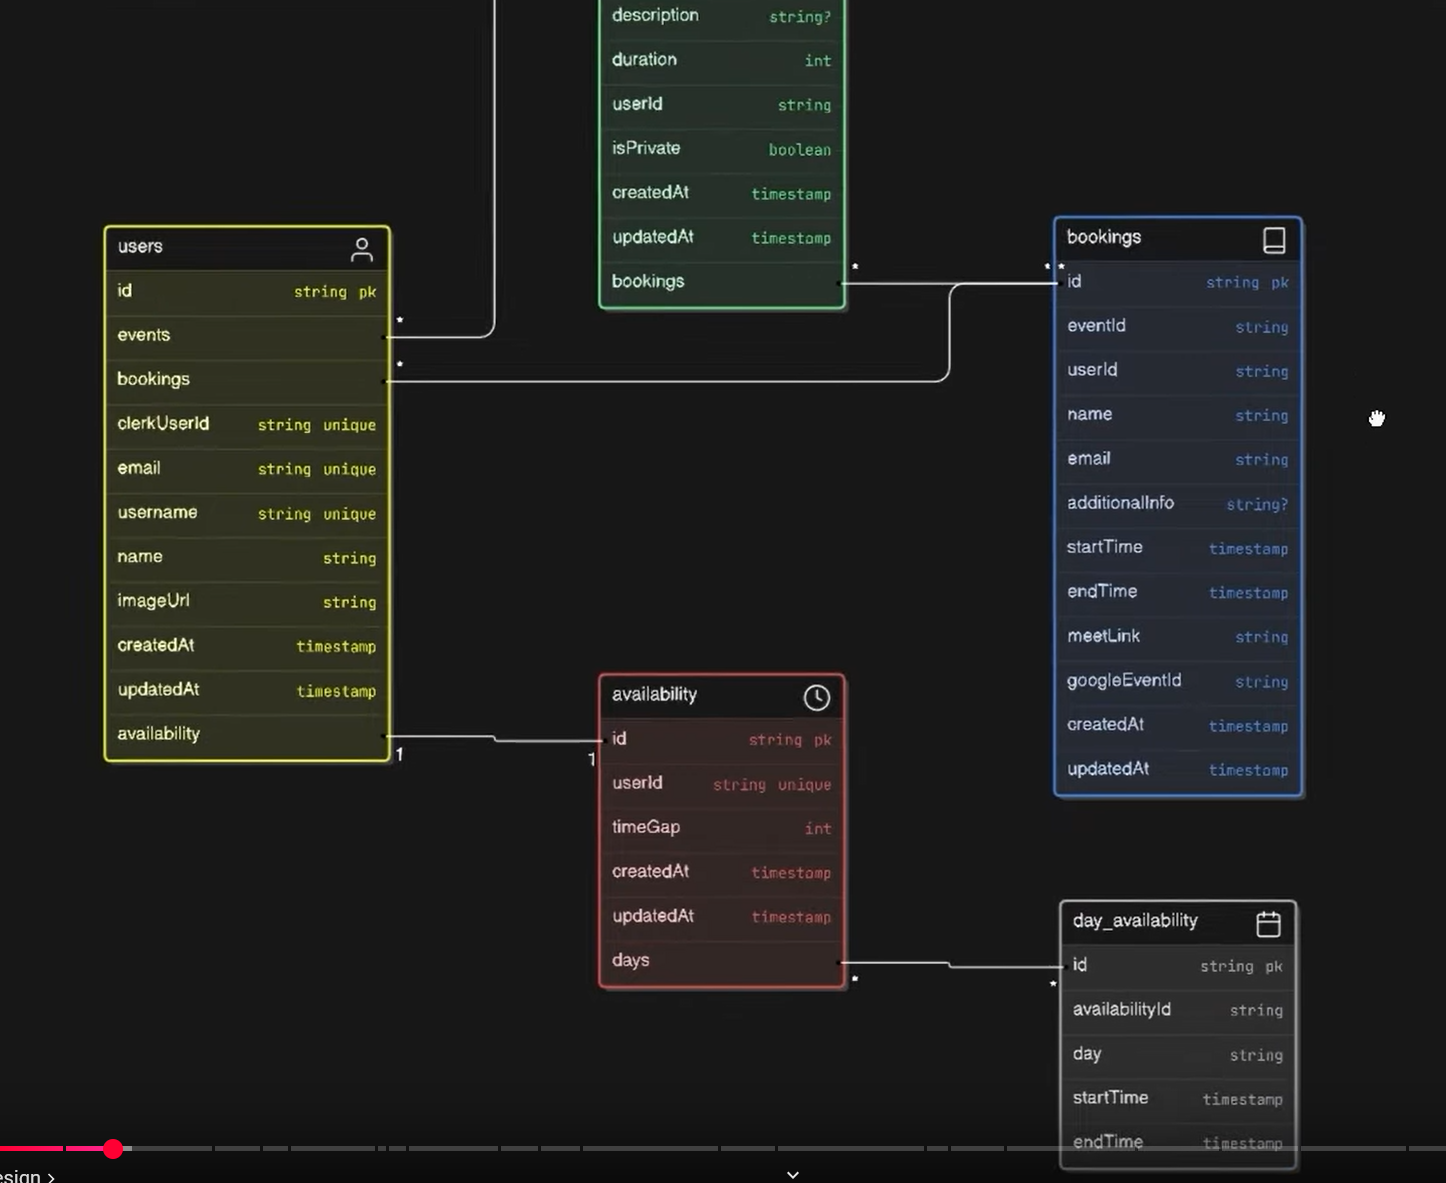 description string?
duration int
userId string
isPrivate boolean
createdAt timestamp
updatedAt timestamp
bookings
*
users
id string pk
events
*
bookings
*
clerkUserId string unique
email string unique
username string unique
name string
imageUrl string
createdAt timestamp
updatedAt timestamp
availability
1
bookings
* *
id string pk
eventId string
userId string
name string
email string
additionalInfo string?
startTime timestamp
endTime timestamp
meetLink string
googleEventId string
createdAt timestamp
updatedAt timestamp
availability
1
id string pk
userId string unique
timeGap int
createdAt timestamp
updatedAt timestamp
days
*
day_availability
*
id string pk
availabilityId string
day string
startTime timestamp
endTime timestamp
esign >